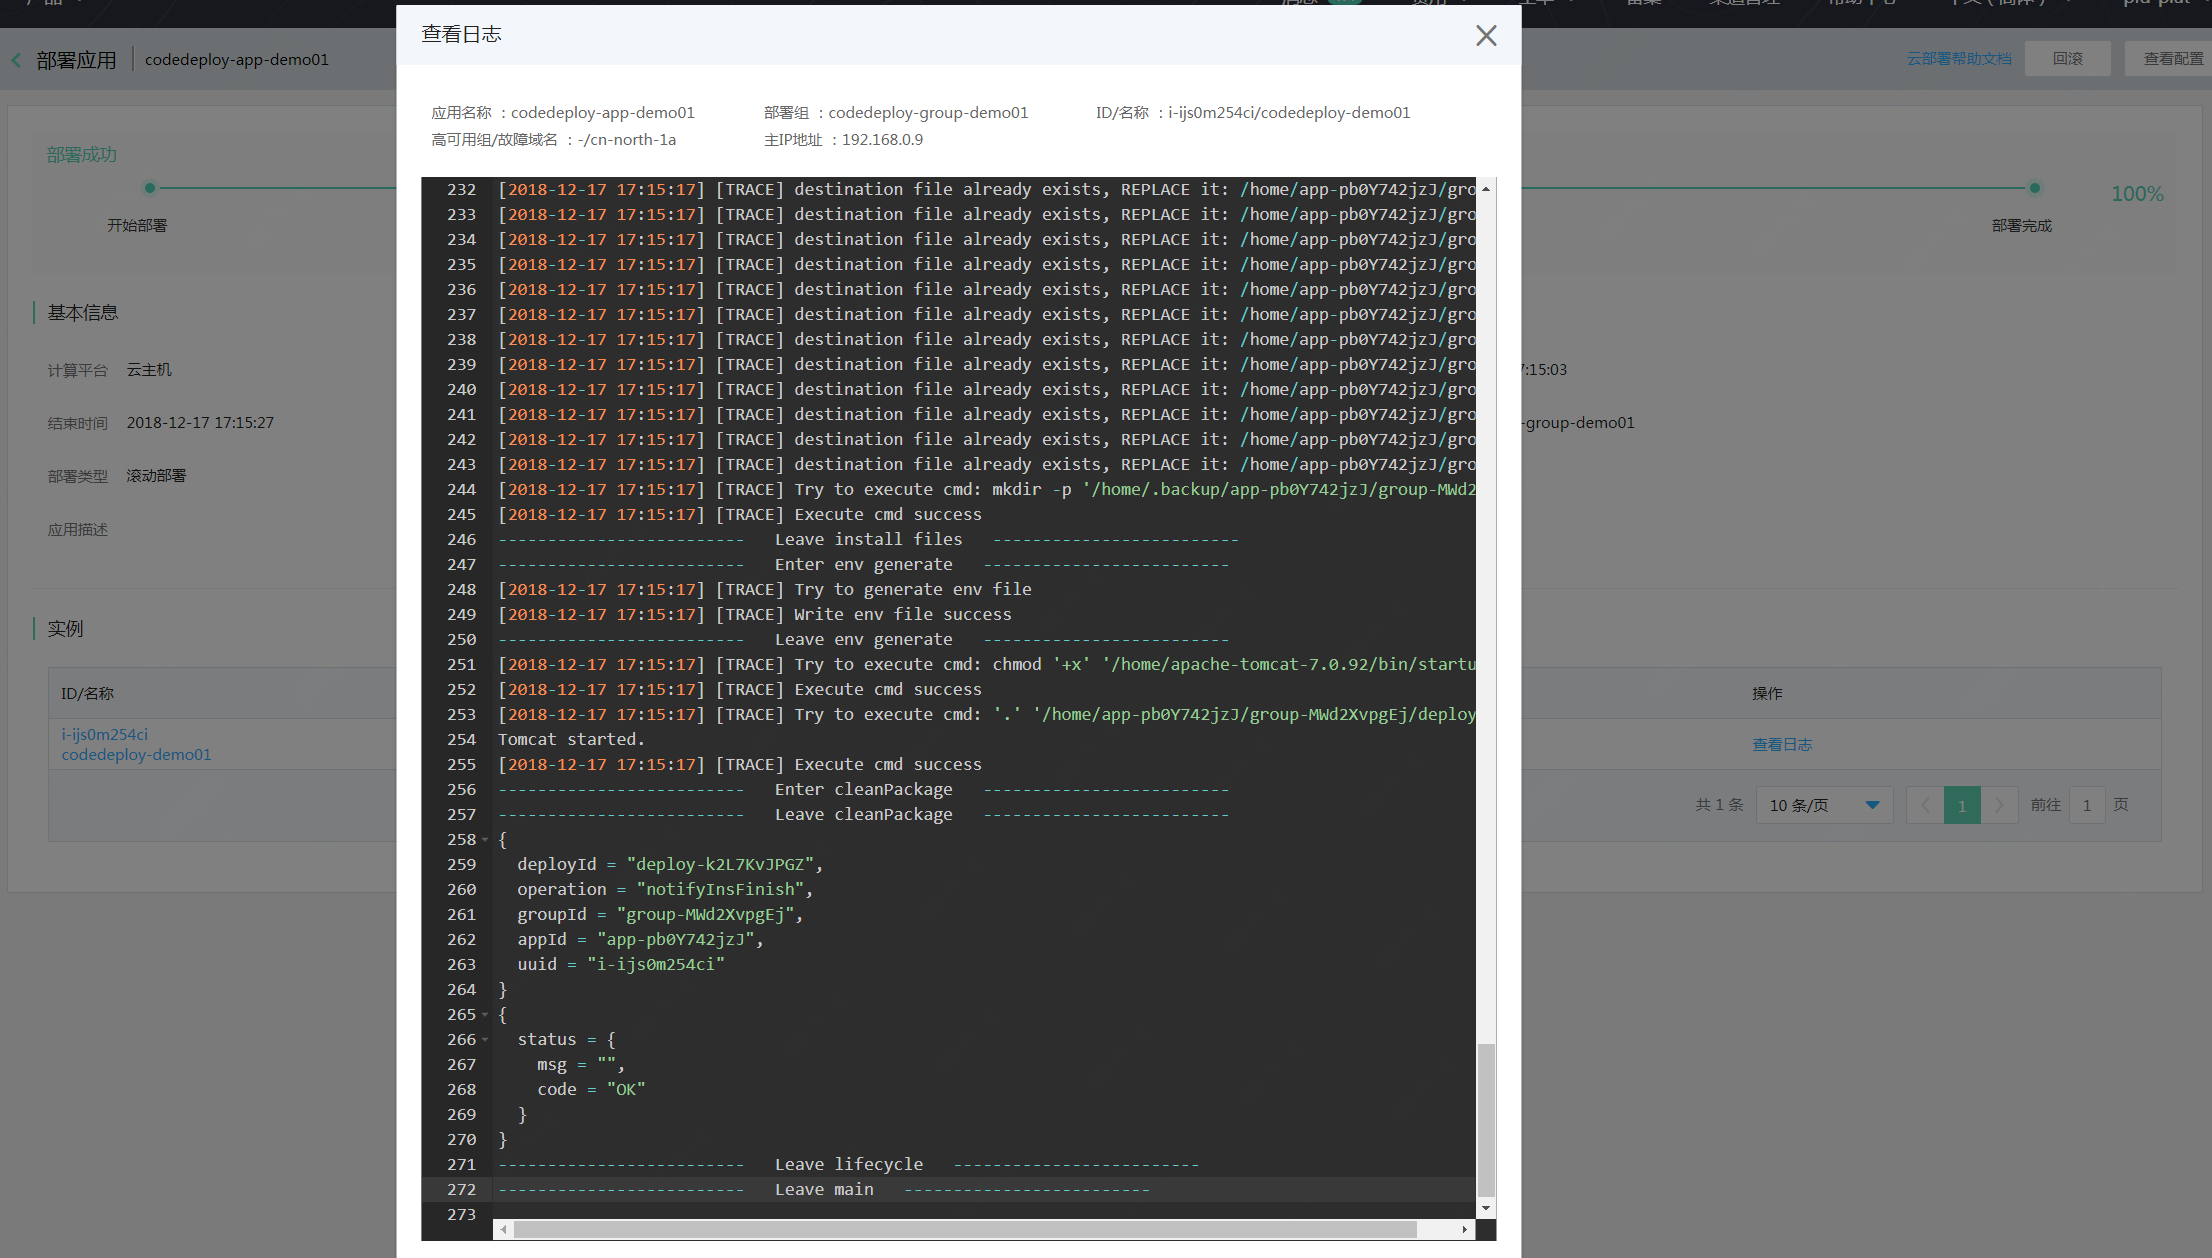 部署应用
codedeploy-app-demo01
云部署帮助文档
回滚
查看配置
部署成功
开始部署
部署完成
100%
基本信息
计算平台 云主机
结束时间 2018-12-17 17:15:27
部署类型 滚动部署
应用描述
7:15:03
-group-demo01
实例
ID/名称
操作
i-ijs0m254ci
codedeploy-demo01
查看日志
共 1 条
10 条/页
1
前往 1 页
查看日志
应用名称 ：codedeploy-app-demo01
部署组 ：codedeploy-group-demo01
ID/名称 ：i-ijs0m254ci/codedeploy-demo01
高可用组/故障域名 ：-/cn-north-1a
主IP地址 ：192.168.0.9
232 [2018-12-17 17:15:17] [TRACE] destination file already exists, REPLACE it: /home/app-pb0Y742jzJ/gro
233 [2018-12-17 17:15:17] [TRACE] destination file already exists, REPLACE it: /home/app-pb0Y742jzJ/gro
234 [2018-12-17 17:15:17] [TRACE] destination file already exists, REPLACE it: /home/app-pb0Y742jzJ/gro
235 [2018-12-17 17:15:17] [TRACE] destination file already exists, REPLACE it: /home/app-pb0Y742jzJ/gro
236 [2018-12-17 17:15:17] [TRACE] destination file already exists, REPLACE it: /home/app-pb0Y742jzJ/gro
237 [2018-12-17 17:15:17] [TRACE] destination file already exists, REPLACE it: /home/app-pb0Y742jzJ/gro
238 [2018-12-17 17:15:17] [TRACE] destination file already exists, REPLACE it: /home/app-pb0Y742jzJ/gro
239 [2018-12-17 17:15:17] [TRACE] destination file already exists, REPLACE it: /home/app-pb0Y742jzJ/gro
240 [2018-12-17 17:15:17] [TRACE] destination file already exists, REPLACE it: /home/app-pb0Y742jzJ/gro
241 [2018-12-17 17:15:17] [TRACE] destination file already exists, REPLACE it: /home/app-pb0Y742jzJ/gro
242 [2018-12-17 17:15:17] [TRACE] destination file already exists, REPLACE it: /home/app-pb0Y742jzJ/gro
243 [2018-12-17 17:15:17] [TRACE] destination file already exists, REPLACE it: /home/app-pb0Y742jzJ/gro
244 [2018-12-17 17:15:17] [TRACE] Try to execute cmd: mkdir -p '/home/.backup/app-pb0Y742jzJ/group-MWd2
245 [2018-12-17 17:15:17] [TRACE] Execute cmd success
246 ------------------------- Leave install files -------------------------
247 ------------------------- Enter env generate -------------------------
248 [2018-12-17 17:15:17] [TRACE] Try to generate env file
249 [2018-12-17 17:15:17] [TRACE] Write env file success
250 ------------------------- Leave env generate -------------------------
251 [2018-12-17 17:15:17] [TRACE] Try to execute cmd: chmod '+x' '/home/apache-tomcat-7.0.92/bin/startu
252 [2018-12-17 17:15:17] [TRACE] Execute cmd success
253 [2018-12-17 17:15:17] [TRACE] Try to execute cmd: '.' '/home/app-pb0Y742jzJ/group-MWd2XvpgEj/deploy
254 Tomcat started.
255 [2018-12-17 17:15:17] [TRACE] Execute cmd success
256 ------------------------- Enter cleanPackage -------------------------
257 ------------------------- Leave cleanPackage -------------------------
258 {
259 deployId = "deploy-k2L7KvJPGZ",
260 operation = "notifyInsFinish",
261 groupId = "group-MWd2XvpgEj",
262 appId = "app-pb0Y742jzJ",
263 uuid = "i-ijs0m254ci"
264 }
265 {
266 status = {
267 msg = "",
268 code = "OK"
269 }
270 }
271 ------------------------- Leave lifecycle -------------------------
272 ------------------------- Leave main -------------------------
273